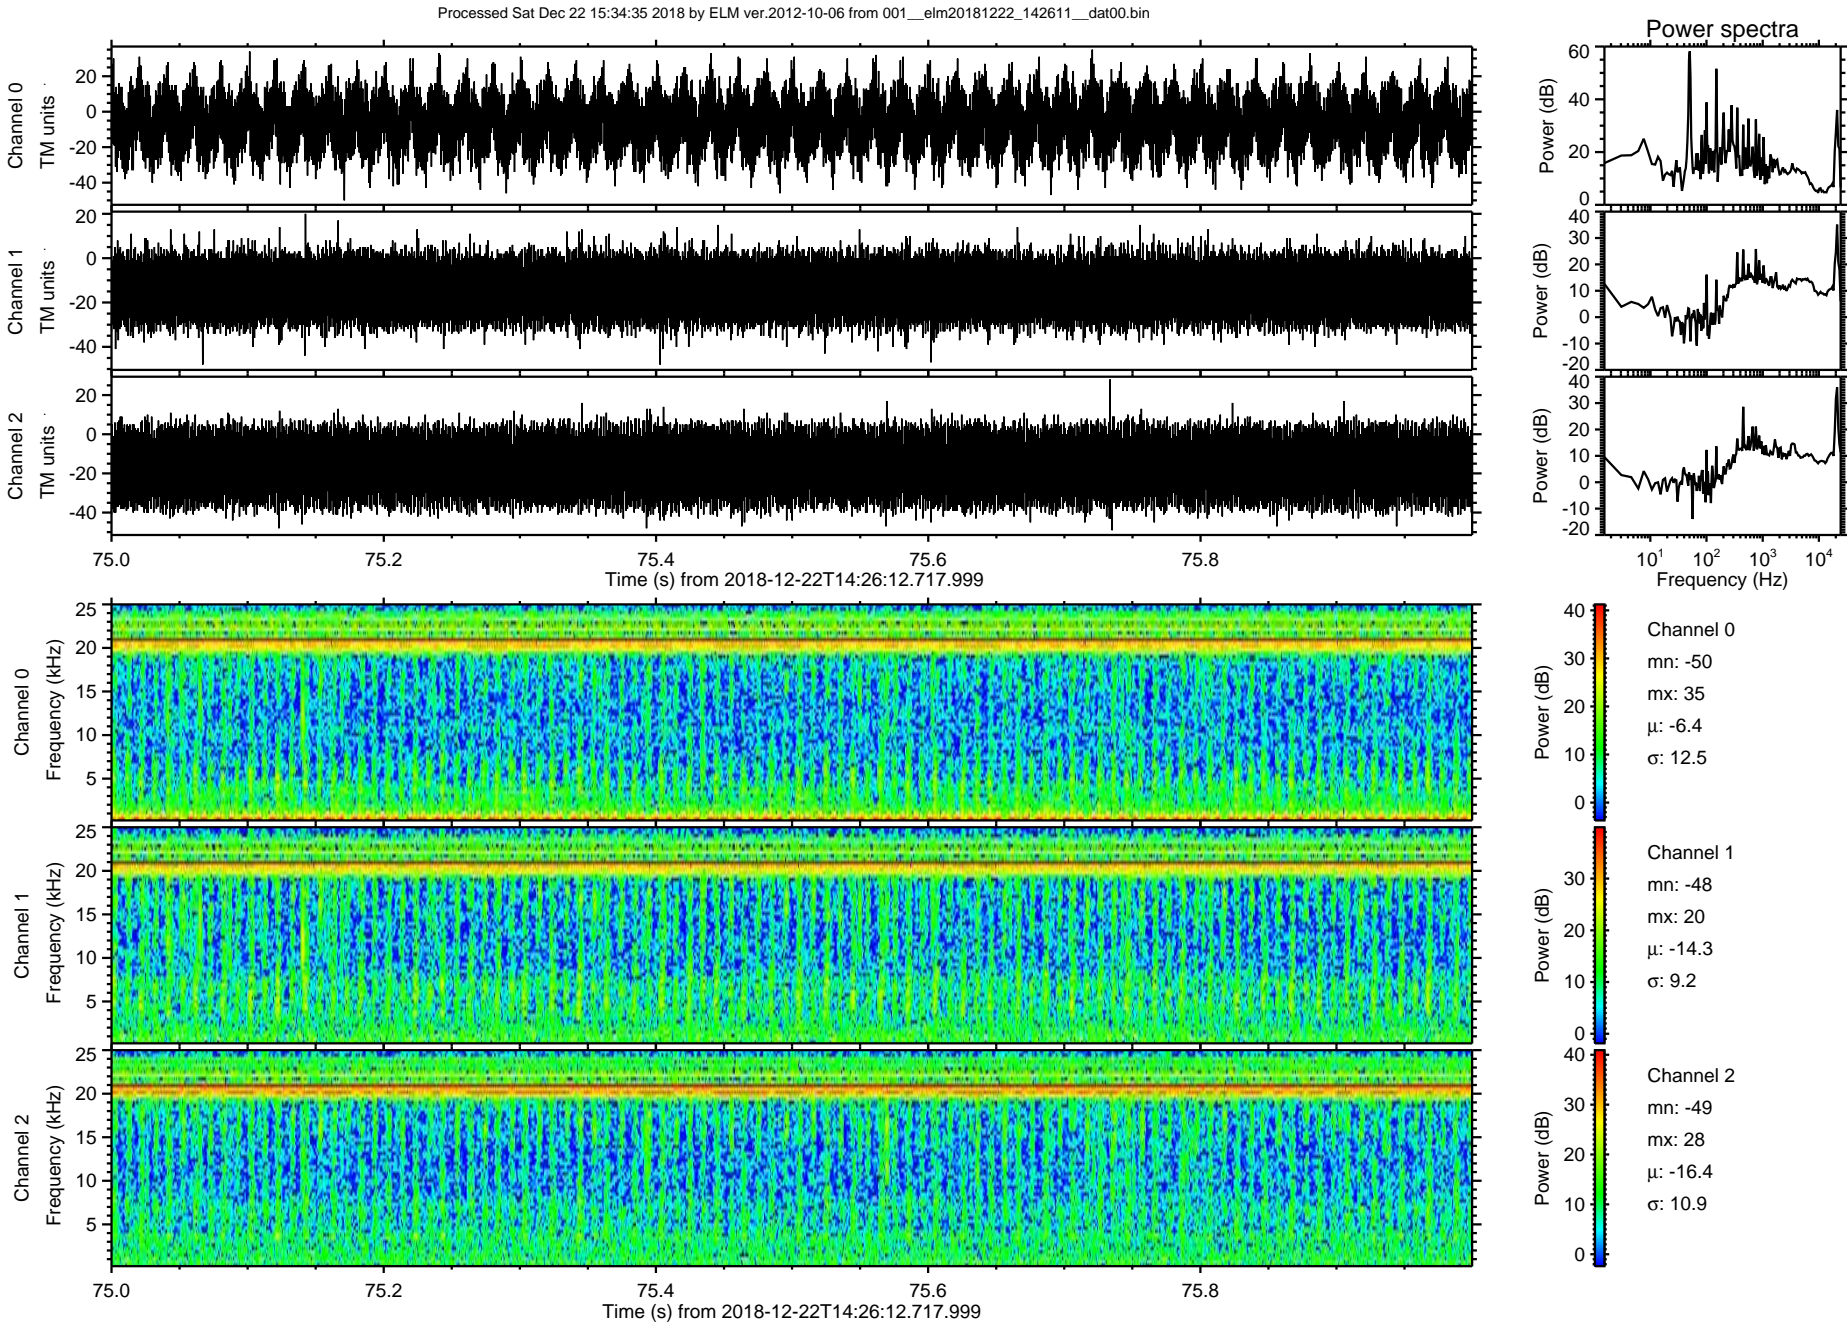 Processed Sat Dec 22 15:34:35 2018 by ELM ver.2012-10-06 from 001__elm20181222_142611__dat00.bin
Power spectra
Channel 0
TM units
20
0
-20
-40
Power (dB)
60
40
20
0
Channel 1
TM units
20
0
-20
-40
Power (dB)
40
30
20
10
0
-10
-20
Channel 2
TM units
20
0
-20
-40
Power (dB)
40
30
20
10
0
-10
-20
75.0 75.2 75.4 75.6 75.8
Time (s) from 2018-12-22T14:26:12.717.999
10^1 10^2 10^3 10^4
Frequency (Hz)
Channel 0
Frequency (kHz)
25
20
15
10
5
Power (dB)
40
30
20
10
0
Channel 0
mn: -50
mx: 35
μ: -6.4
σ: 12.5
Channel 1
Frequency (kHz)
25
20
15
10
5
Power (dB)
30
20
10
0
Channel 1
mn: -48
mx: 20
μ: -14.3
σ: 9.2
Channel 2
Frequency (kHz)
25
20
15
10
5
Power (dB)
40
30
20
10
0
Channel 2
mn: -49
mx: 28
μ: -16.4
σ: 10.9
75.0 75.2 75.4 75.6 75.8
Time (s) from 2018-12-22T14:26:12.717.999